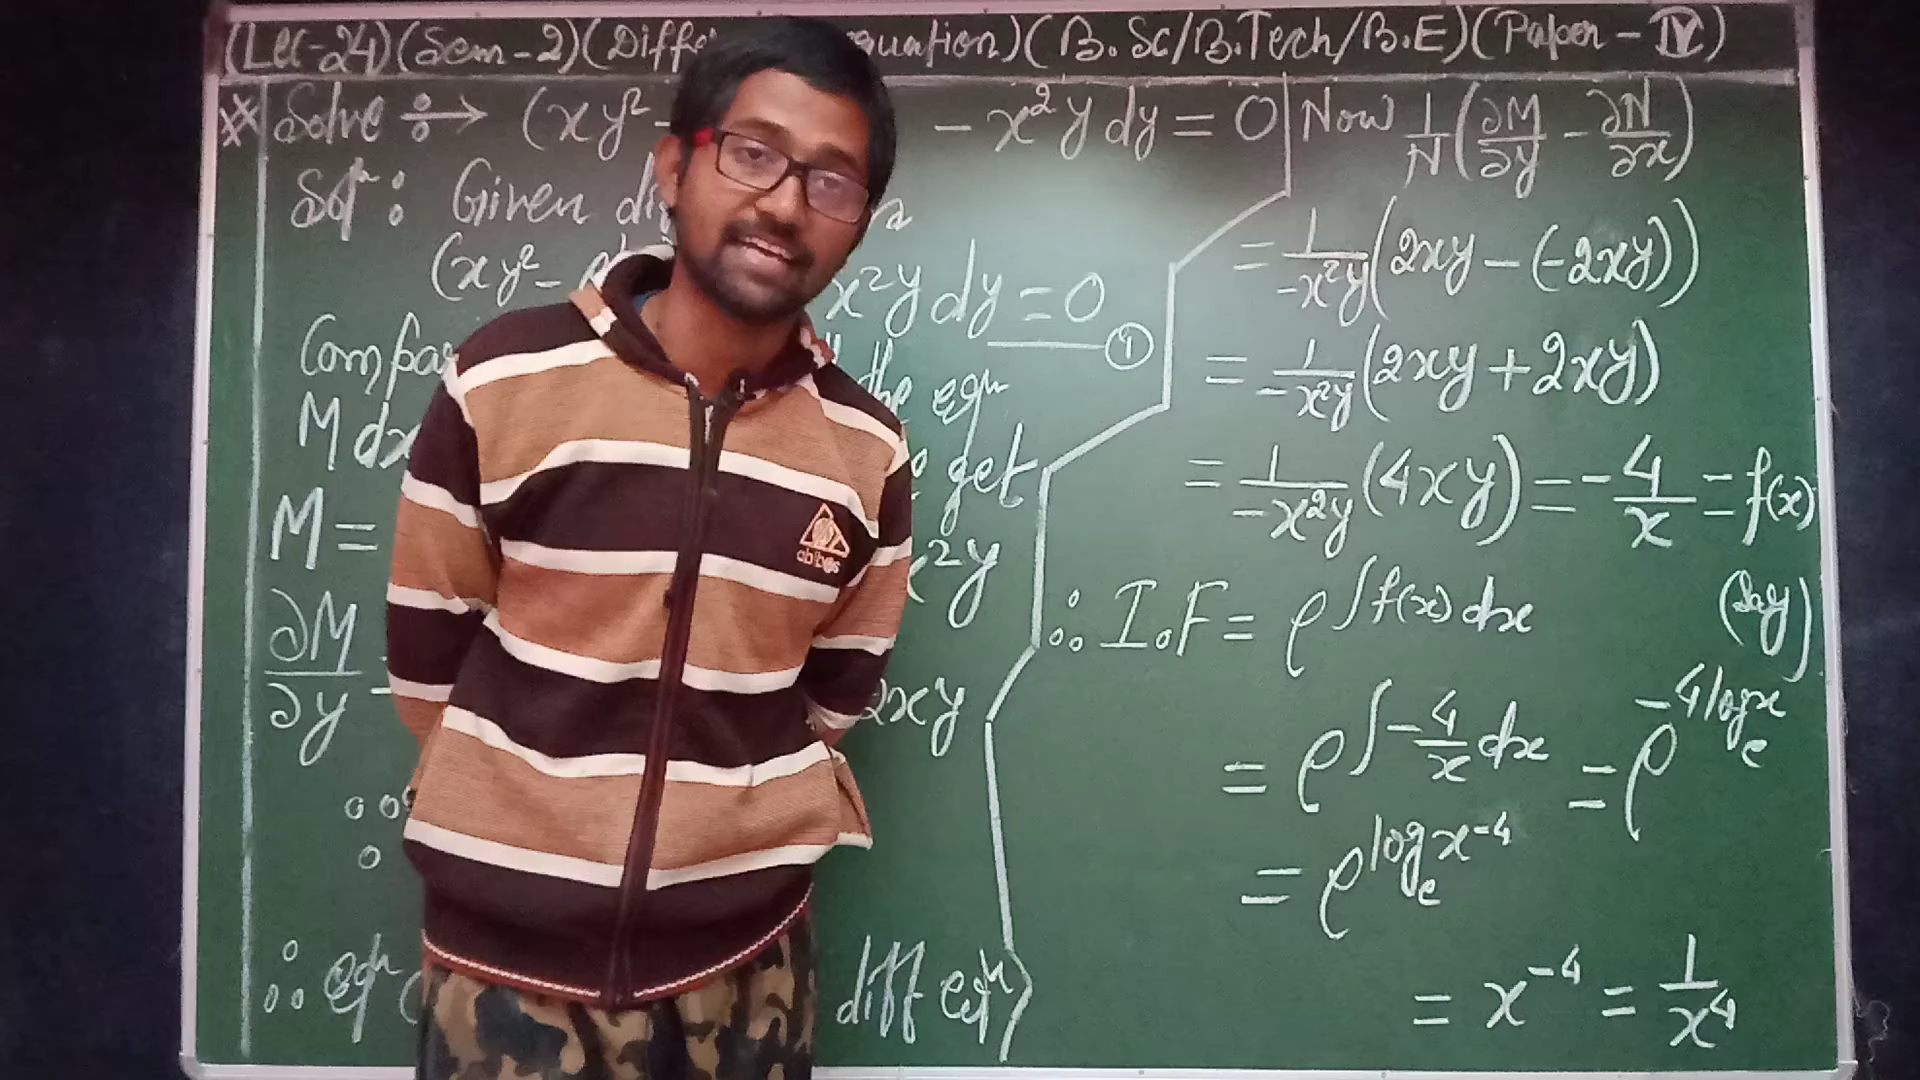 (Lec-24)(Sem-2)(Diffe quation)(B.Sc/B.Tech/B.E)(Paper-IV)
Solve ÷→ (xy² - - x²y dy = 0
Solⁿ: Given di
(xy² - x²y dy = 0
①
Compar the eqn
M dx get
M = x²y
∂M/∂y = 2xy
∴ eqⁿ ( diff eqⁿ
Now 1/N (∂M/∂y - ∂N/∂x)
= 1/-x²y (2xy - (-2xy))
= 1/-x²y (2xy + 2xy)
= 1/-x²y (4xy) = -4/x = f(x)
(say)
∴ I.F = e^∫f(x) dx
= e^∫-4/x dx = e^-4logₑx
= e^logₑx⁻⁴
= x⁻⁴ = 1/x⁴
abibos